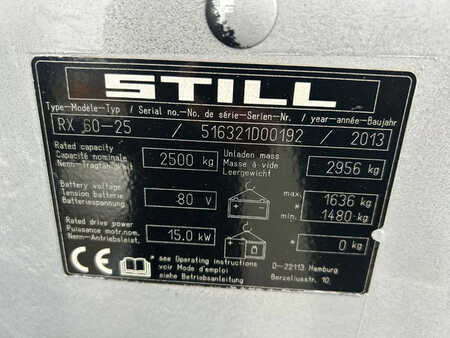 STILL
Type-Modèle-Typ / Serial no.-No. de série-Serien-Nr. / year-année-Baujahr
RX 60-25 / 516321D00192 / 2013
Rated capacity
Capacité nominale 2500 kg
Nenn-Tragfähigkeit
Unladen mass
Masse à vide 2956 kg
Leergewicht
Battery voltage
Tension batterie 80 V
Batteriespannung
max. 1636 kg
* *
min. 1480 kg
Rated drive power
Puissance motr.nom. 15.0 kW
Nenn-Antriebsleist.
* 0 kg
CE
* see Operating instructions
voir Mode d'emploi
siehe Betriebsanleitung
D-22113 Hamburg
Berzeliusstr. 10